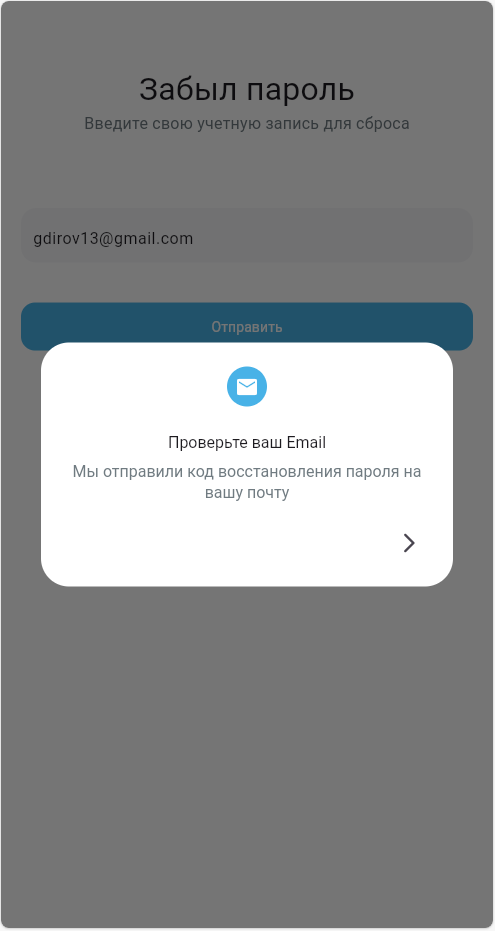 Забыл пароль
Введите свою учетную запись для сброса
gdirov13@gmail.com
Отправить
Проверьте ваш Email
Мы отправили код восстановления пароля на
вашу почту